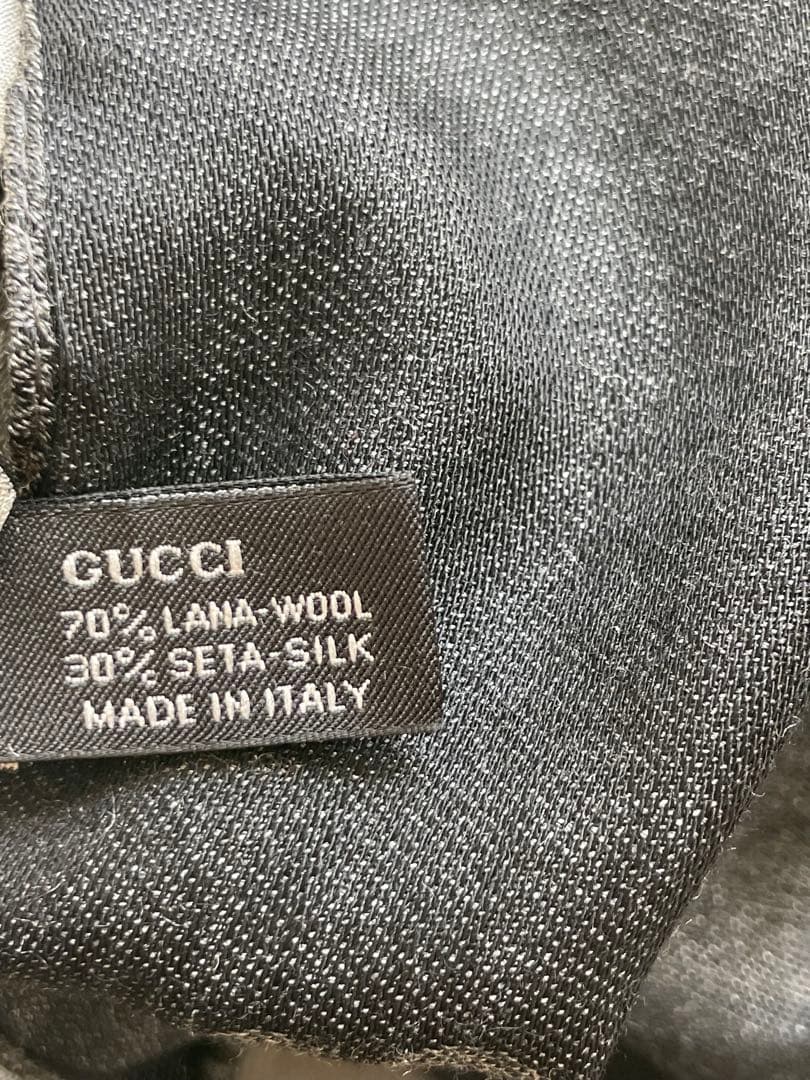 GUCCI
70% LANA-WOOL
30% SETA-SILK
MADE IN ITALY